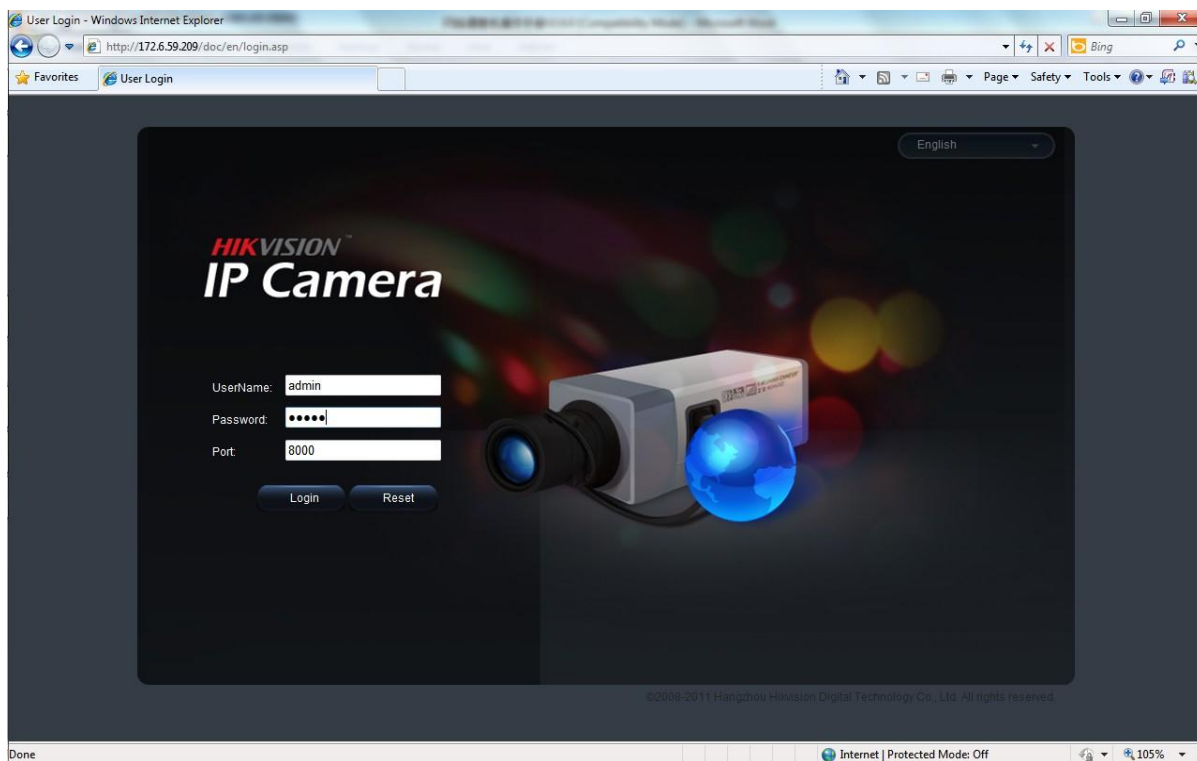 User Login - Windows Internet Explorer
http://172.6.59.209/doc/en/login.asp
Bing
Favorites
User Login
Page
Safety
Tools
English
HIKVISION™
IP Camera
UserName: admin
Password: •••••
Port: 8000
Login
Reset
©2008-2011 Hangzhou Hikvision Digital Technology Co., Ltd. All rights reserved.
Done
Internet | Protected Mode: Off
105%